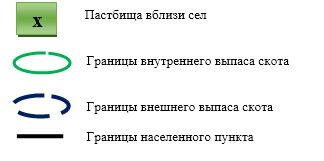 х Пастбища вблизи сел
Границы внутреннего выпаса скота
Границы внешнего выпаса скота
Границы населенного пункта